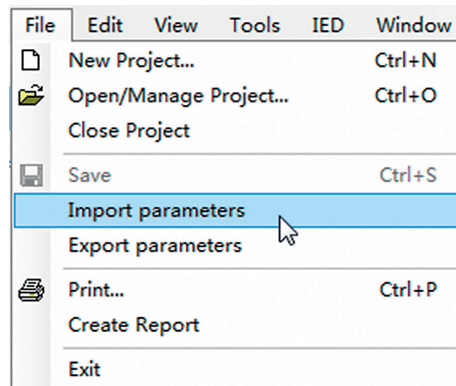 File Edit View Tools IED Window
New Project... Ctrl+N
Open/Manage Project... Ctrl+O
Close Project
Save Ctrl+S
Import parameters
Export parameters
Print... Ctrl+P
Create Report
Exit